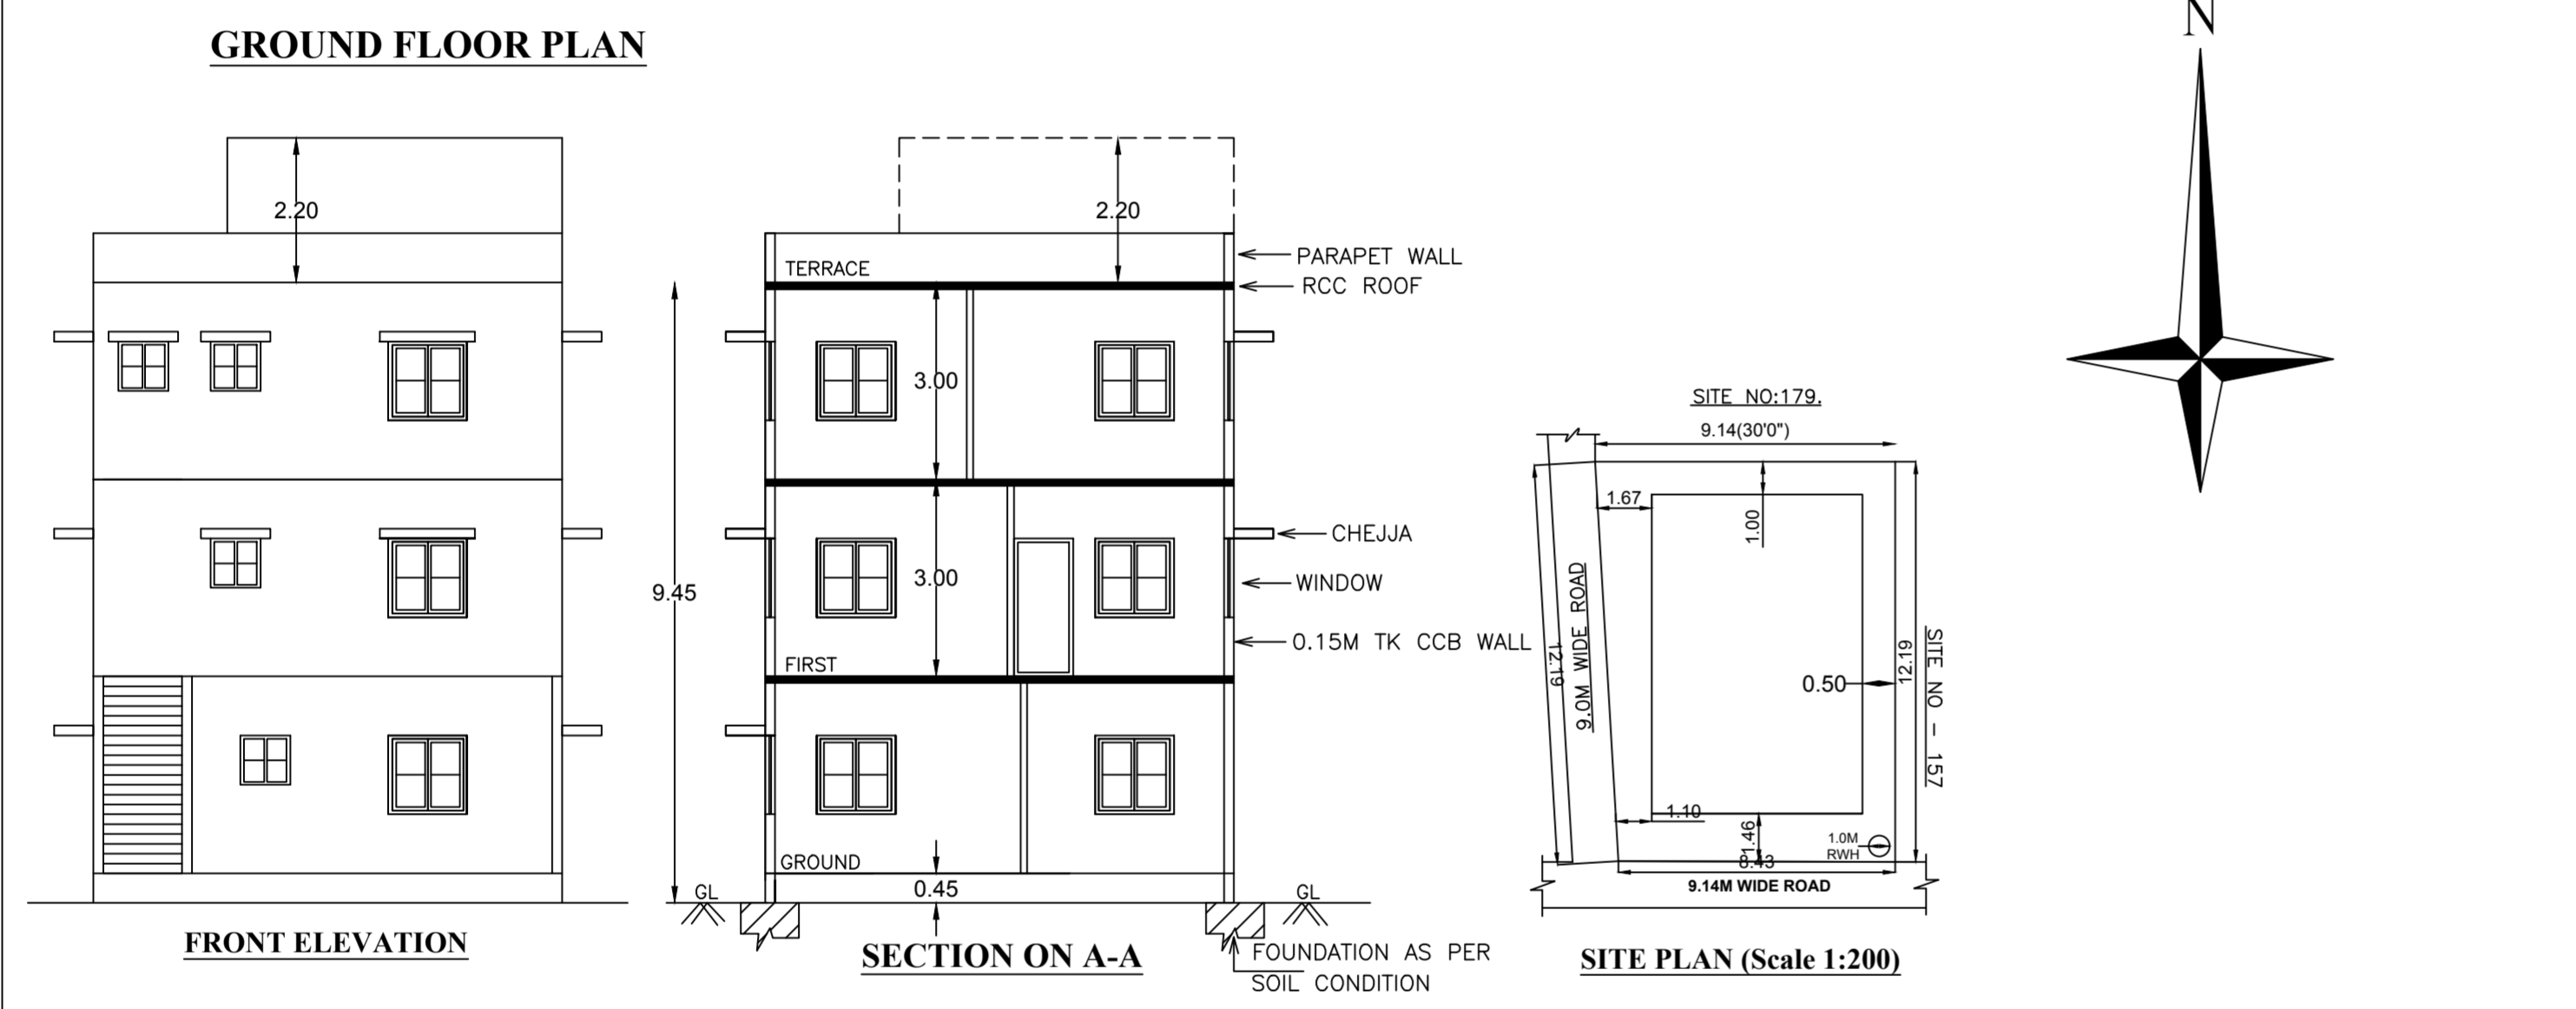 GROUND FLOOR PLAN
N
2.20
FRONT ELEVATION
2.20
TERRACE
PARAPET WALL
RCC ROOF
3.00
9.45
3.00
CHEJJA
WINDOW
0.15M TK CCB WALL
FIRST
GROUND
0.45
GL
GL
SECTION ON A-A
FOUNDATION AS PER
SOIL CONDITION
SITE NO:179.
9.14(30'0")
1.67
1.00
9.0M WIDE ROAD
12.19
0.50
12.19
SITE NO - 157
1.10
1.46
1.0M
RWH
8.43
9.14M WIDE ROAD
SITE PLAN (Scale 1:200)